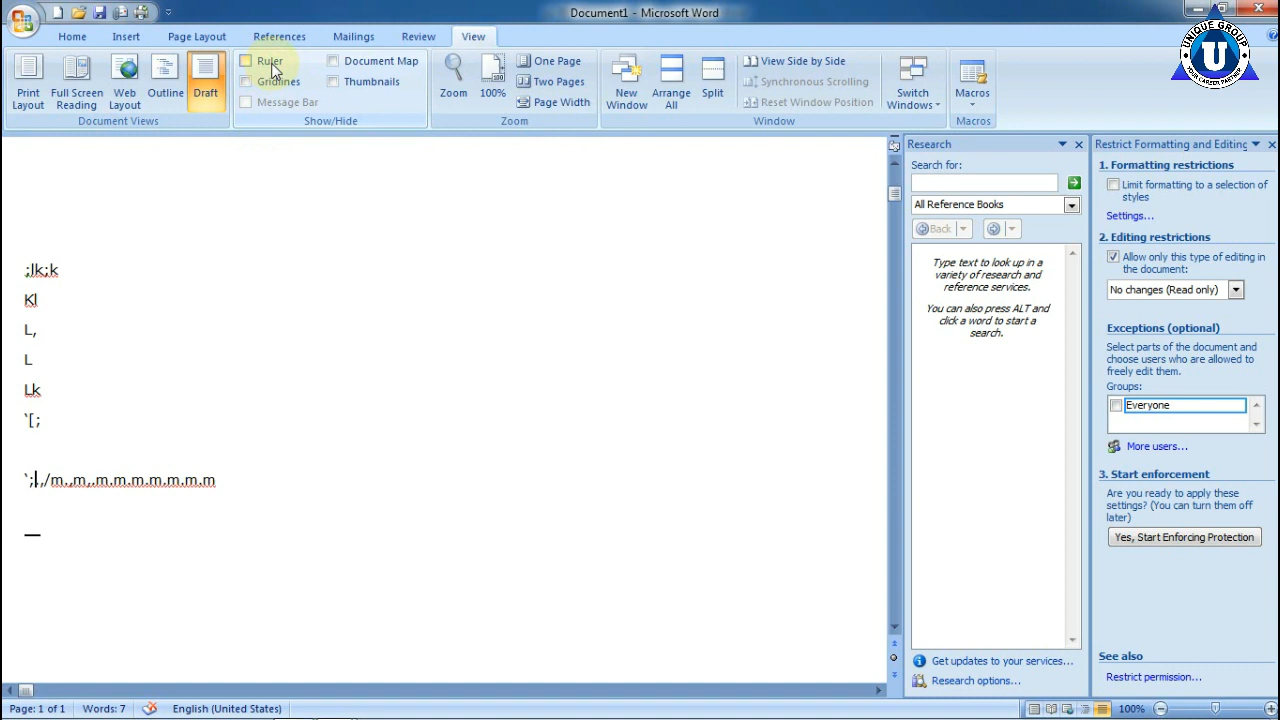 Document1 - Microsoft Word
Home Insert Page Layout References Mailings Review View
Ruler
Gridlines
Message Bar
Document Map
Thumbnails
Print Layout
Full Screen Reading
Web Layout
Outline
Draft
Zoom
100%
One Page
Two Pages
Page Width
New Window
Arrange All
Split
View Side by Side
Synchronous Scrolling
Reset Window Position
Switch Windows
Macros
Document Views Show/Hide Zoom Window Macros
UNIQUE GROUP
U
;lk;k
Kl
L,
L
Lk
`[;
`;.,/m.,m,.m.m.m.m.m.m.m
Research
Search for:
All Reference Books
Back
Type text to look up in a
variety of research and
reference services.
You can also press ALT and
click a word to start a
search.
Get updates to your services...
Research options...
Restrict Formatting and Editing
1. Formatting restrictions
Limit formatting to a selection of
styles
Settings...
2. Editing restrictions
Allow only this type of editing in
the document:
No changes (Read only)
Exceptions (optional)
Select parts of the document and
choose users who are allowed to
freely edit them.
Groups:
Everyone
More users...
3. Start enforcement
Are you ready to apply these
settings? (You can turn them off
later)
Yes, Start Enforcing Protection
See also
Restrict permission...
Page: 1 of 1 Words: 7 English (United States) 100%